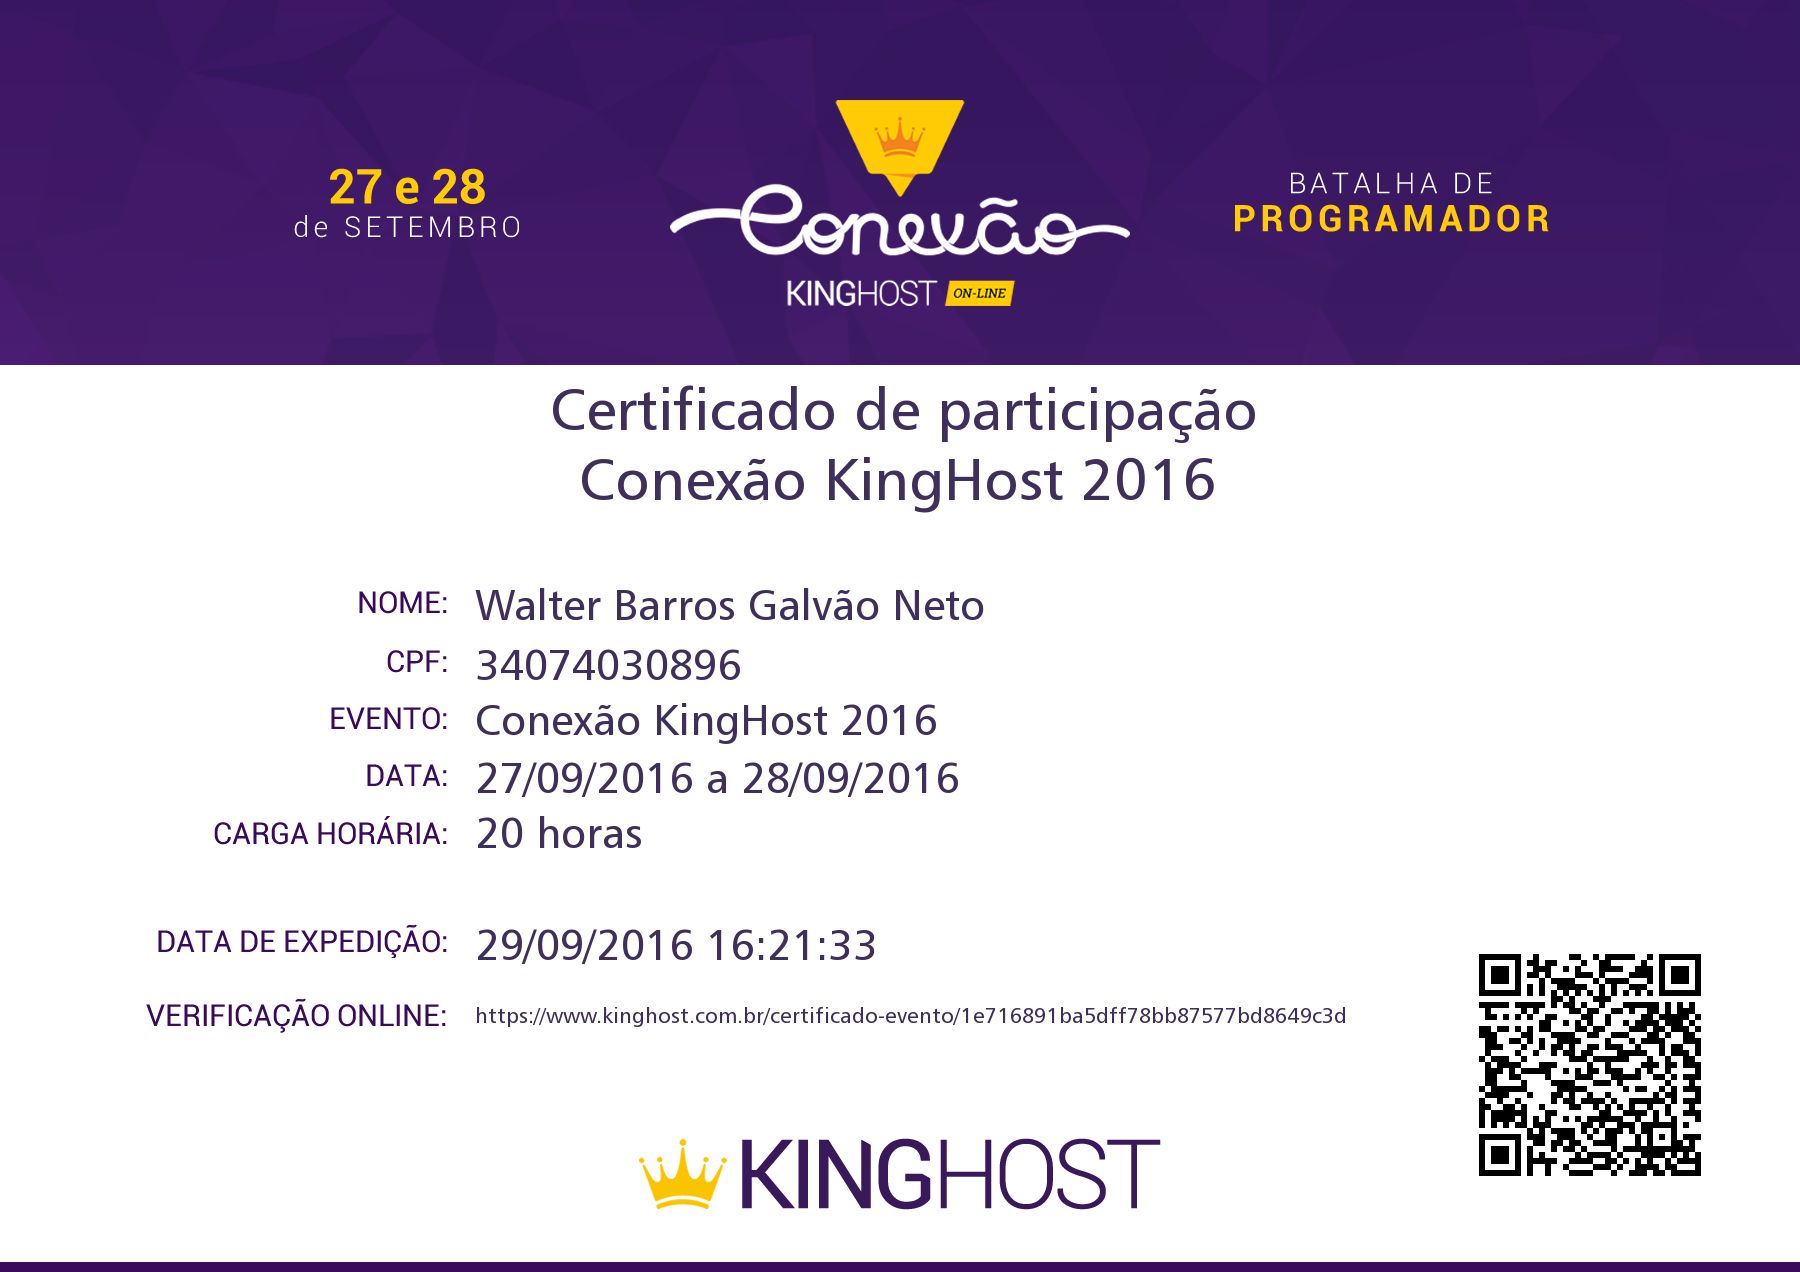 27 e 28
de SETEMBRO
Conexão
KINGHOST ON-LINE
BATALHA DE
PROGRAMADOR
Certificado de participação
Conexão KingHost 2016
NOME: Walter Barros Galvão Neto
CPF: 34074030896
EVENTO: Conexão KingHost 2016
DATA: 27/09/2016 a 28/09/2016
CARGA HORÁRIA: 20 horas
DATA DE EXPEDIÇÃO: 29/09/2016 16:21:33
VERIFICAÇÃO ONLINE: https://www.kinghost.com.br/certificado-evento/1e716891ba5dff78bb87577bd8649c3d
KINGHOST